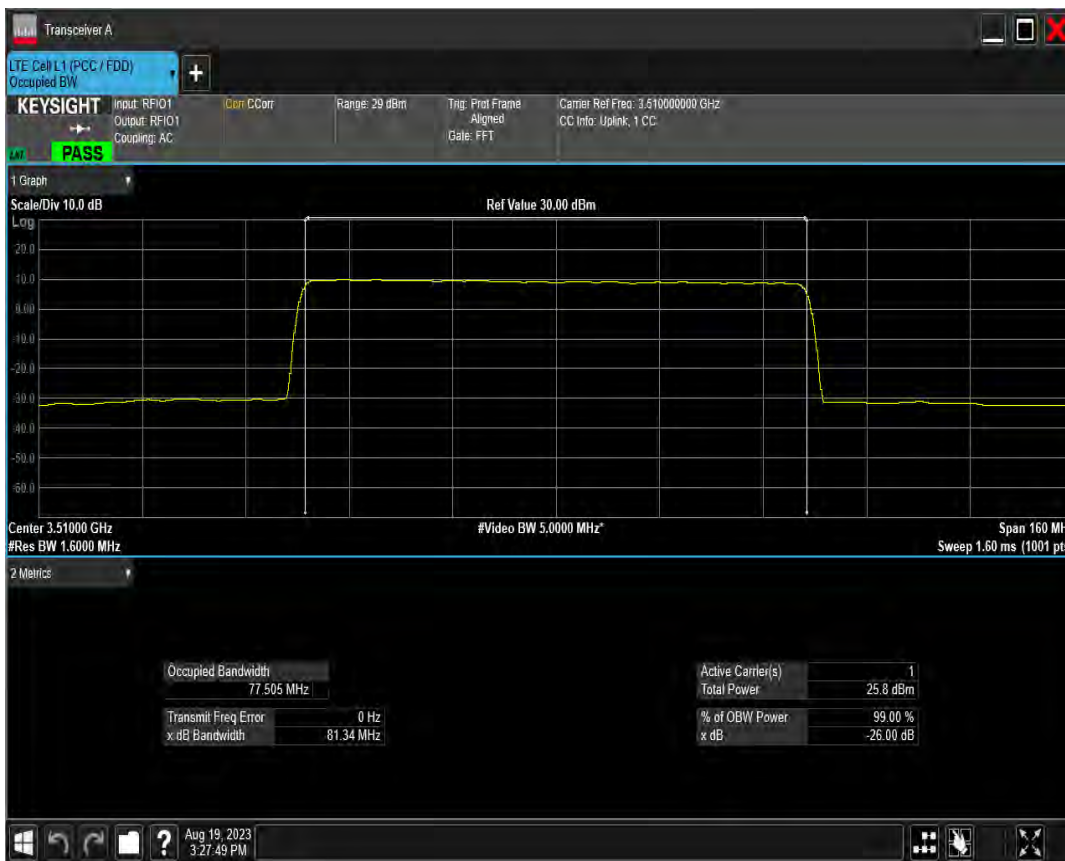 Transceiver A
LTE Cell L1 (PCC / FDD)
Occupied BW
+
KEYSIGHT
Input: RFIO1
Output: RFIO1
Coupling: AC
Corr CCorr
Range: 29 dBm
Trig: Prot Frame
Aligned
Gate: FFT
Carrier Ref Freq: 3.510000000 GHz
CC Info: Uplink, 1 CC
PASS
1 Graph
Scale/Div 10.0 dB
Ref Value 30.00 dBm
Log
20.0
10.0
0.00
-10.0
-20.0
-30.0
-40.0
-50.0
-60.0
Center 3.51000 GHz
#Video BW 5.0000 MHz*
Span 160 MH
#Res BW 1.6000 MHz
Sweep 1.60 ms (1001 pts
2 Metrics
Occupied Bandwidth
77.505 MHz
Transmit Freq Error 0 Hz
x dB Bandwidth 81.34 MHz
Active Carrier(s) 1
Total Power 25.8 dBm
% of OBW Power 99.00 %
x dB -26.00 dB
?
Aug 19, 2023
3:27:49 PM